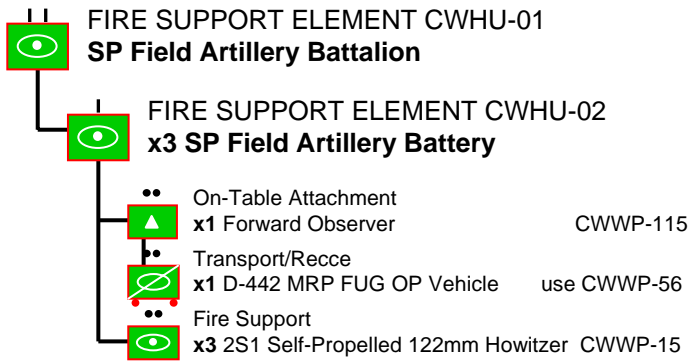 FIRE SUPPORT ELEMENT CWHU-01
SP Field Artillery Battalion
FIRE SUPPORT ELEMENT CWHU-02
x3 SP Field Artillery Battery
On-Table Attachment
x1 Forward Observer CWWP-115
Transport/Recce
x1 D-442 MRP FUG OP Vehicle use CWWP-56
Fire Support
x3 2S1 Self-Propelled 122mm Howitzer CWWP-15